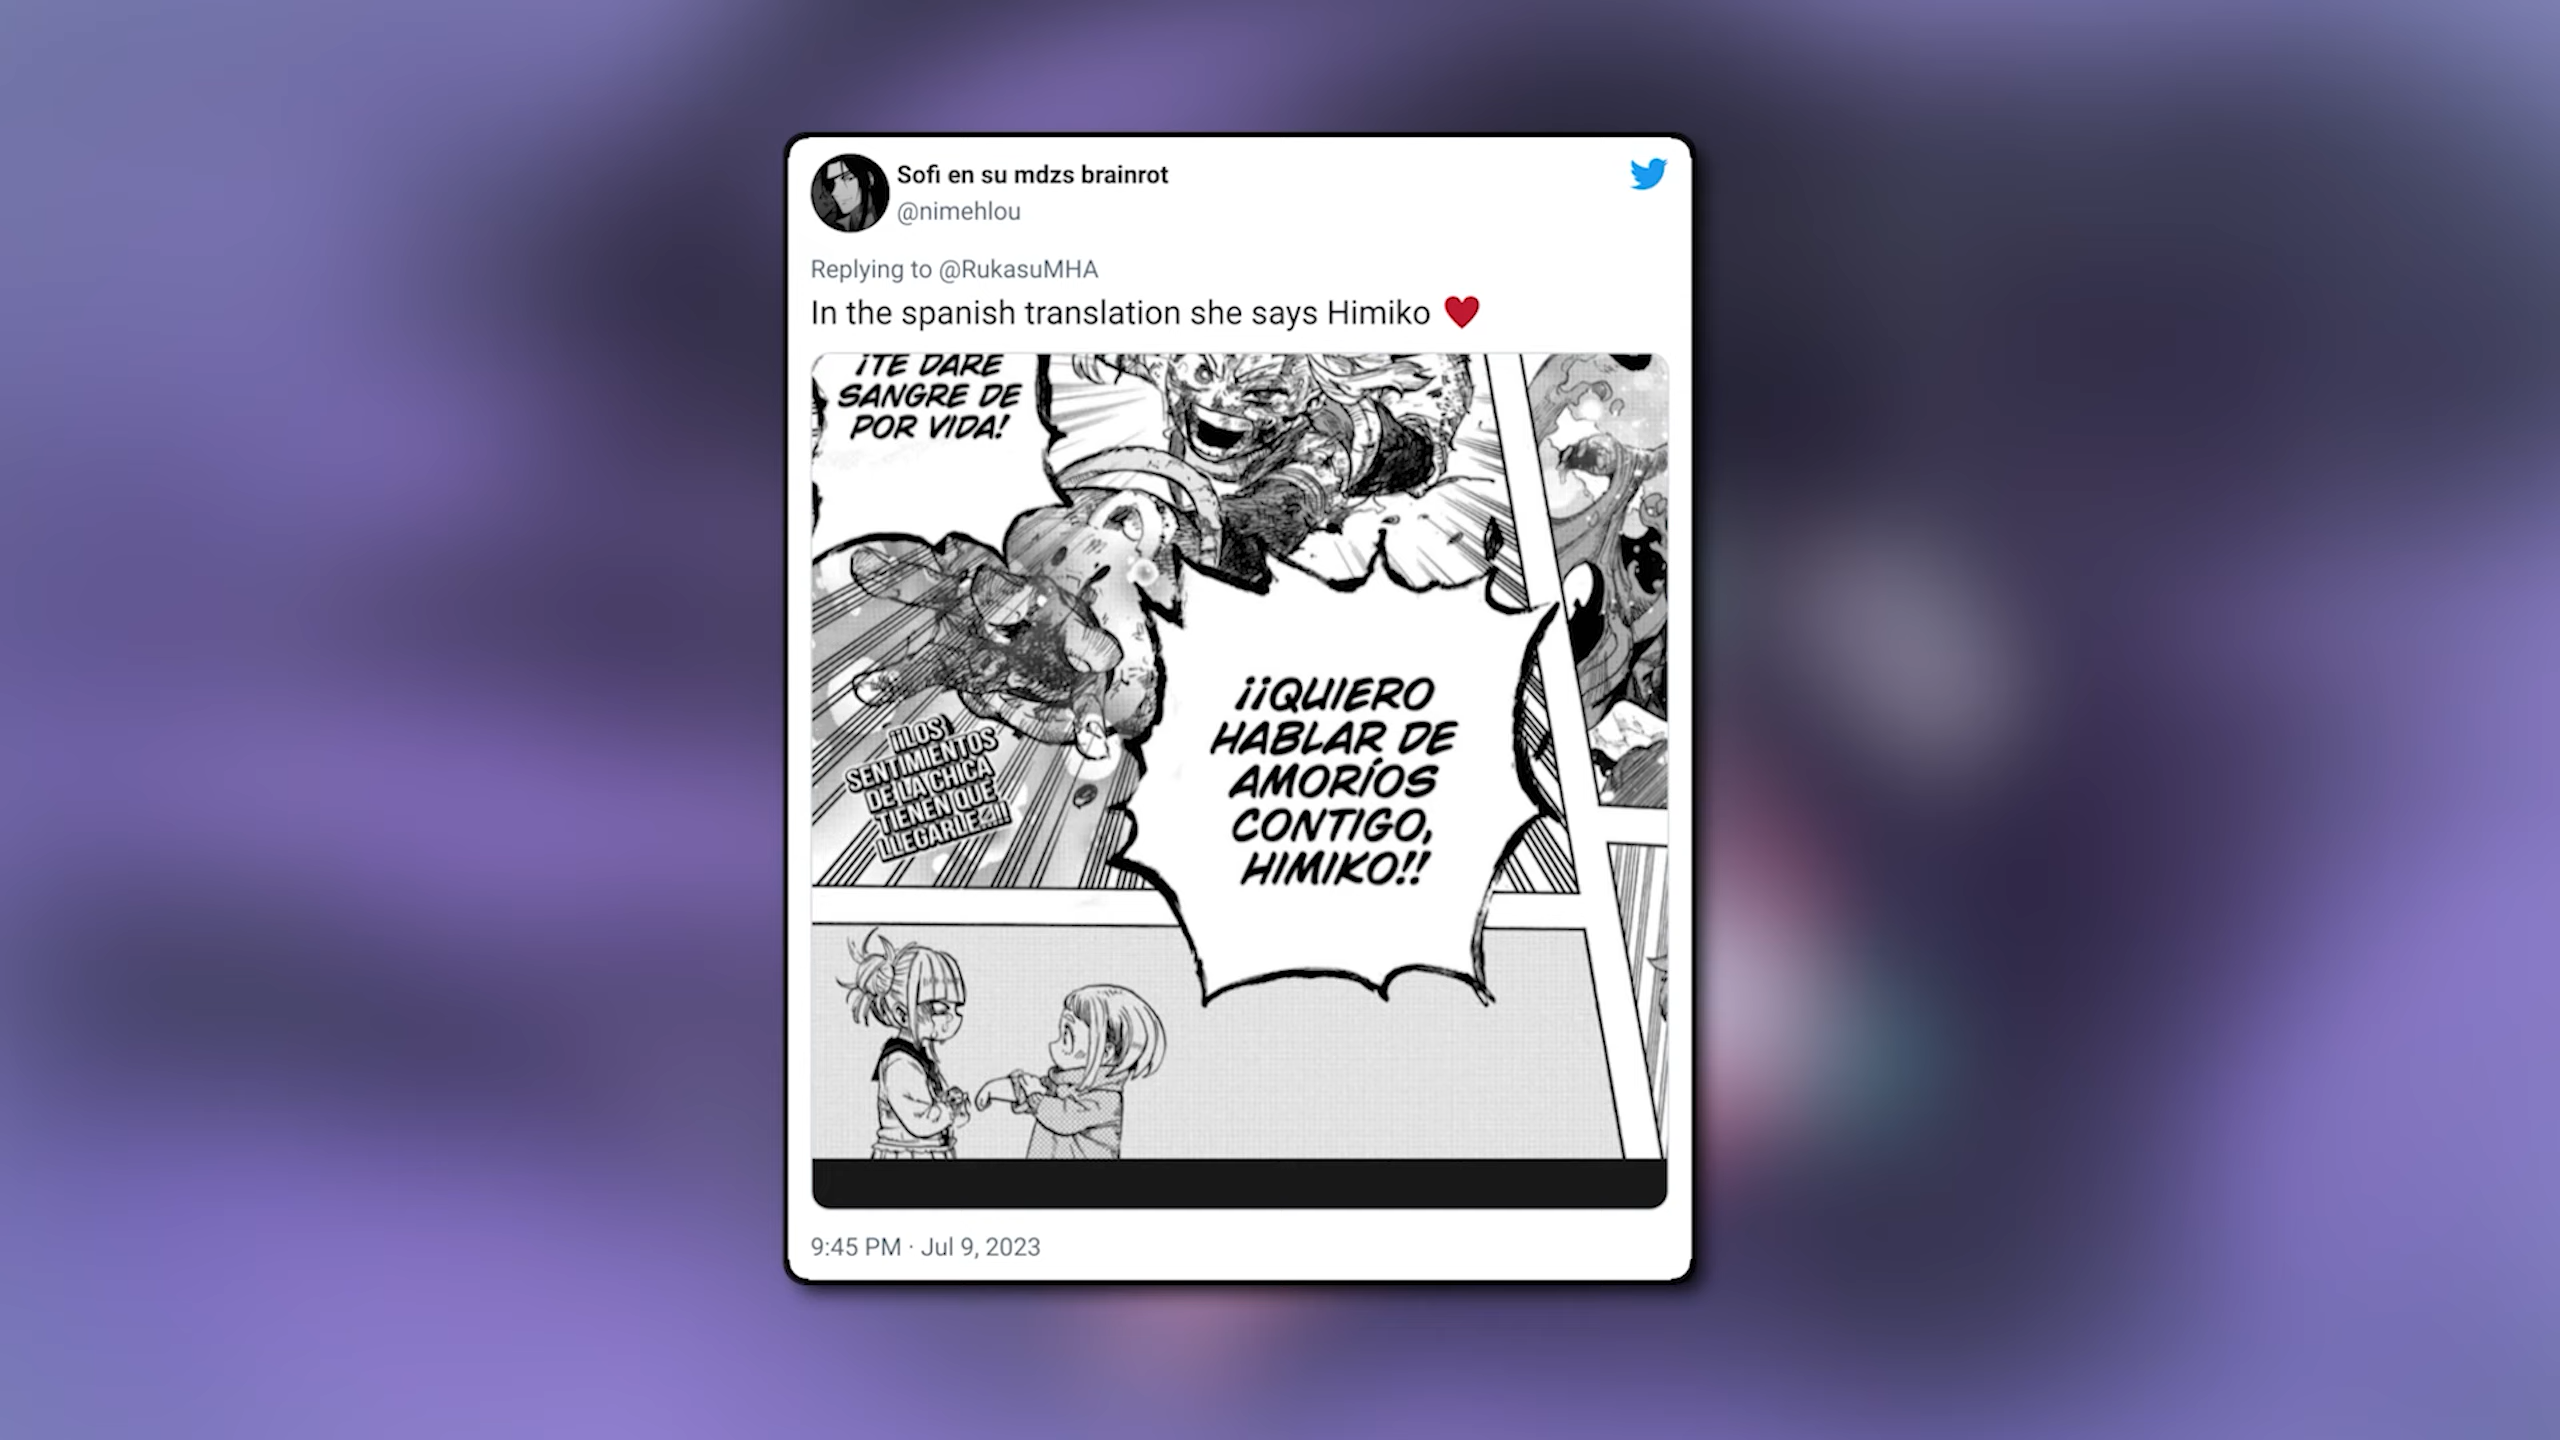 Sofi en su mdzs brainrot
@nimehlou
Replying to @RukasuMHA
In the spanish translation she says Himiko ❤️
¡TE DARE
SANGRE DE
POR VIDA!
¡¡QUIERO
HABLAR DE
AMORÍOS
CONTIGO,
HIMIKO!!
¡¡LOS
SENTIMIENTOS
DE LA CHICA
TIENEN QUE
LLEGARLE...!!
9:45 PM · Jul 9, 2023